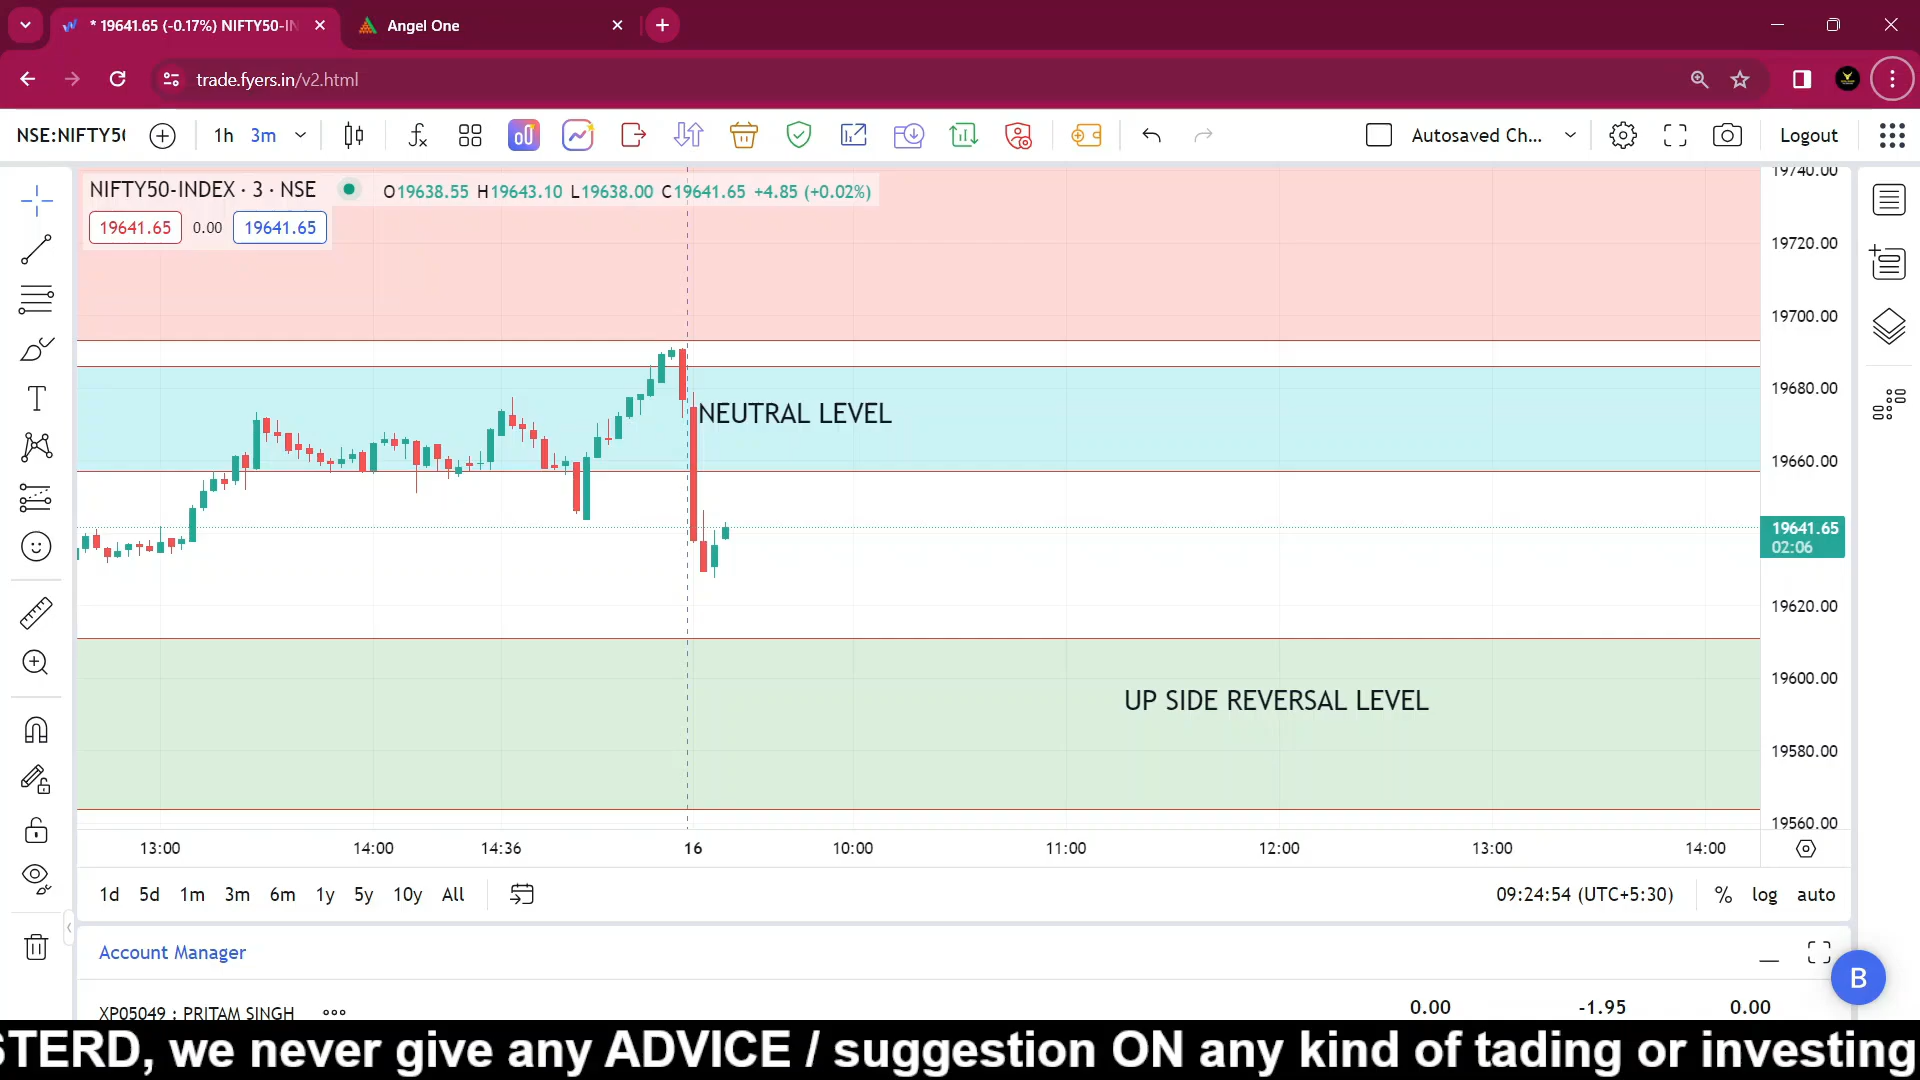 * 19641.65 (-0.17%) NIFTY50-IN
Angel One
trade.fyers.in/v2.html
NSE:NIFTY50
1h
3m
Autosaved Ch...
Logout
NIFTY50-INDEX · 3 · NSE
O19638.55 H19643.10 L19638.00 C19641.65 +4.85 (+0.02%)
19641.65
0.00
19641.65
19740.00
19720.00
19700.00
19680.00
19660.00
19641.65
02:06
19620.00
19600.00
19580.00
19560.00
NEUTRAL LEVEL
UP SIDE REVERSAL LEVEL
13:00
14:00
14:36
16
10:00
11:00
12:00
13:00
14:00
1d 5d 1m 3m 6m 1y 5y 10y All
09:24:54 (UTC+5:30)
% log auto
Account Manager
B
XP05049 : PRITAM SINGH
0.00
-1.95
0.00
STERD, we never give any ADVICE / suggestion ON any kind of tading or investing